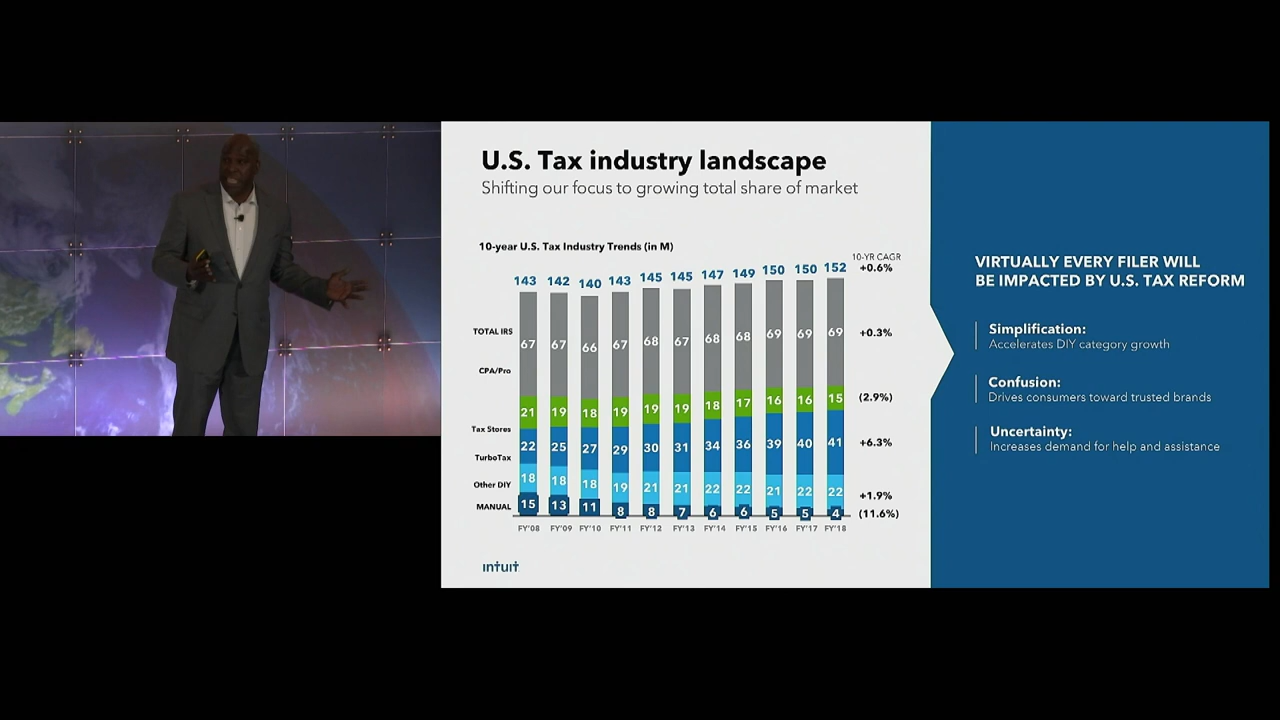 U.S. Tax industry landscape
Shifting our focus to growing total share of market
10-year U.S. Tax Industry Trends (in M)
10-YR CAGR
143 142 140 143 145 145 147 149 150 150 152 +0.6%
TOTAL IRS 67 67 66 67 68 67 68 68 69 69 69 +0.3%
CPA/Pro
21 19 18 19 19 19 18 17 16 16 15 (2.9%)
Tax Stores
22 25 27 29 30 31 34 36 39 40 41 +6.3%
TurboTax
Other DIY 18 18 18 19 21 21 22 22 21 22 22 +1.9%
MANUAL 15 13 11 8 8 7 6 6 5 5 4 (11.6%)
FY'08 FY'09 FY'10 FY'11 FY'12 FY'13 FY'14 FY'15 FY'16 FY'17 FY'18
intuit
VIRTUALLY EVERY FILER WILL
BE IMPACTED BY U.S. TAX REFORM
Simplification:
Accelerates DIY category growth
Confusion:
Drives consumers toward trusted brands
Uncertainty:
Increases demand for help and assistance